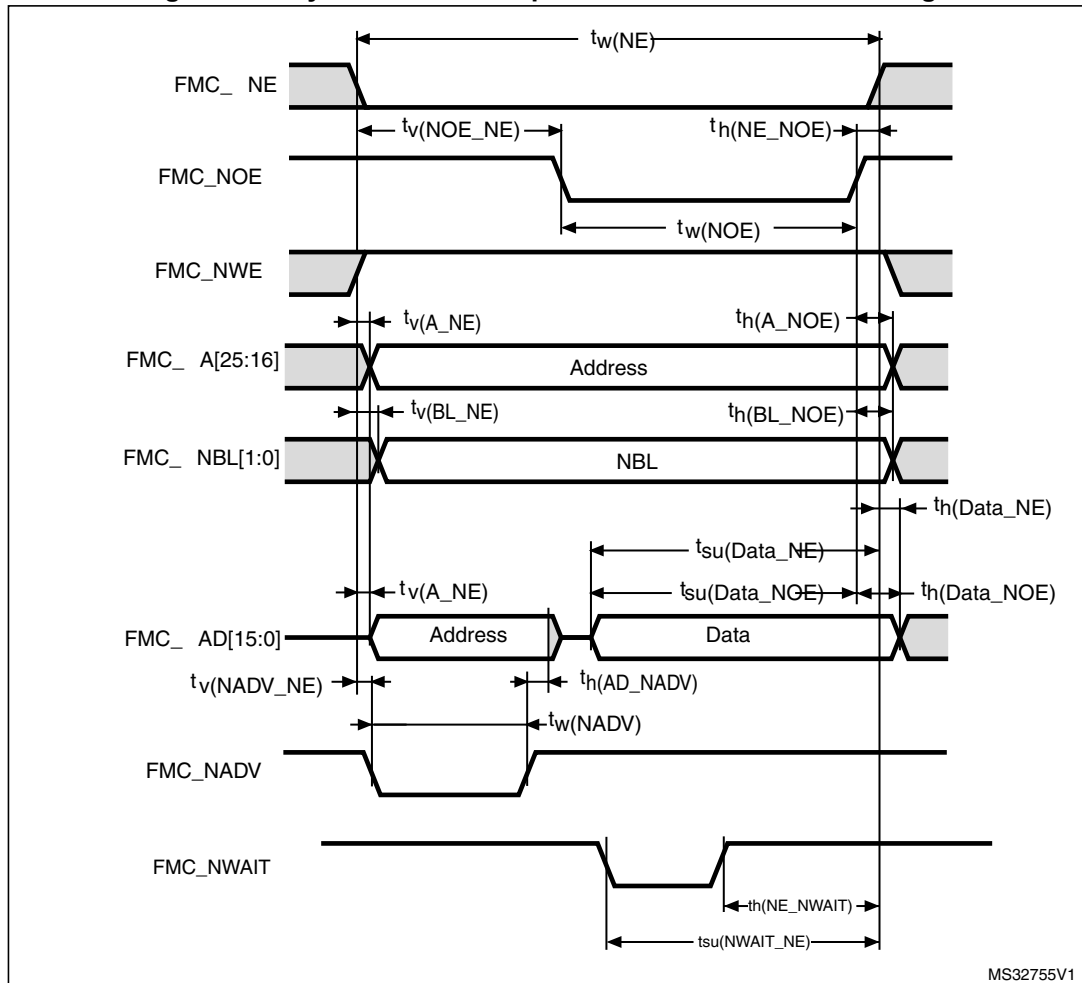 tw(NE)
FMC_ NE
tv(NOE_NE) th(NE_NOE)
FMC_NOE
tw(NOE)
FMC_NWE
tv(A_NE) th(A_NOE)
FMC_ A[25:16] Address
tv(BL_NE) th(BL_NOE)
FMC_ NBL[1:0] NBL
th(Data_NE)
tsu(Data_NE)
tv(A_NE) tsu(Data_NOE) th(Data_NOE)
FMC_ AD[15:0] Address Data
tv(NADV_NE) th(AD_NADV)
tw(NADV)
FMC_NADV
FMC_NWAIT
th(NE_NWAIT)
tsu(NWAIT_NE)
MS32755V1